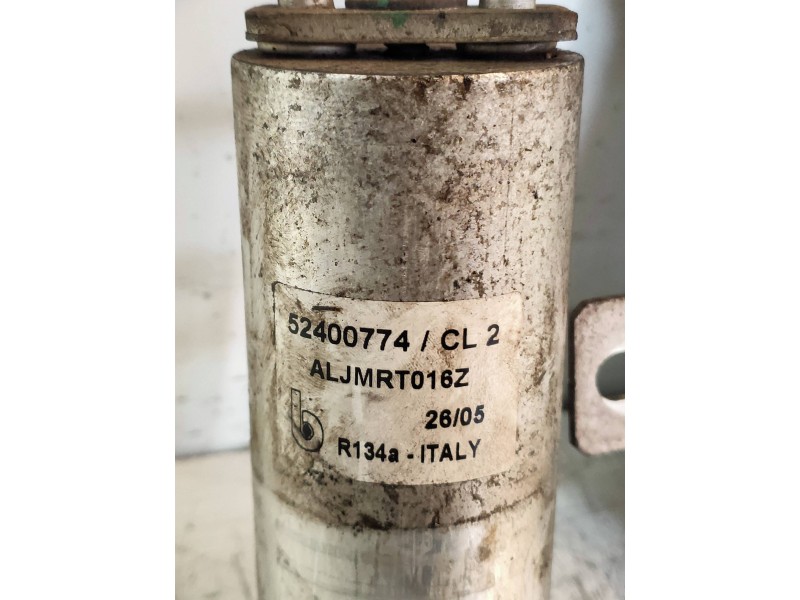 52400774 / CL 2
ALJMRT016Z
26/05
b
R134a - ITALY